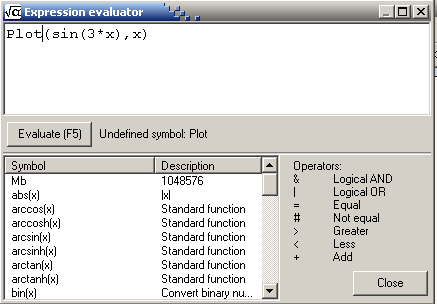 Expression evaluator
Plot(sin(3*x),x)
Evaluate (F5) Undefined symbol: Plot
Symbol Description
Mb 1048576
abs(x) |x|
arccos(x) Standard function
arccosh(x) Standard function
arcsin(x) Standard function
arcsinh(x) Standard function
arctan(x) Standard function
arctanh(x) Standard function
bin(x) Convert binary nu...
Operators:
& Logical AND
| Logical OR
= Equal
# Not equal
> Greater
< Less
+ Add
Close